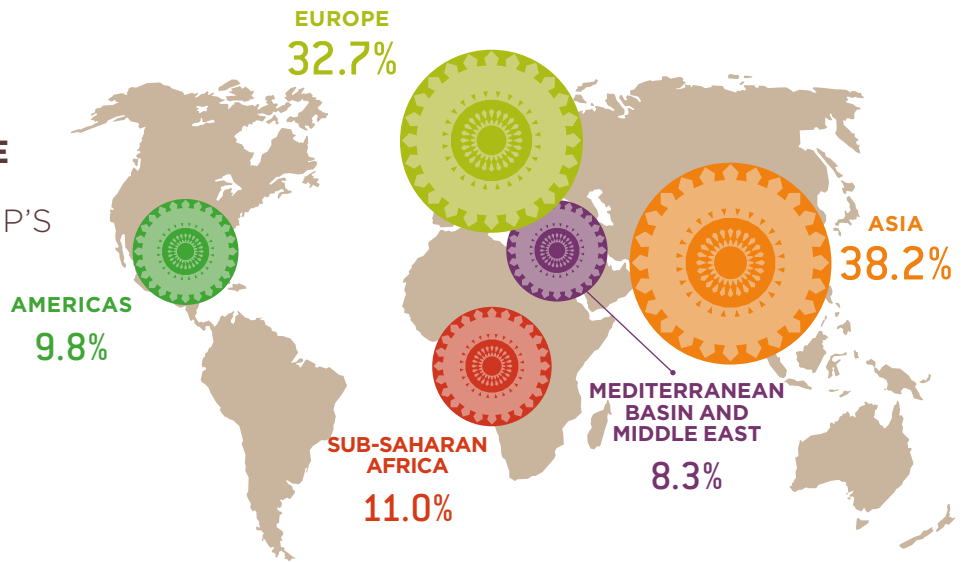 EUROPE
32.7%
E
P'S
ASIA
38.2%
AMERICAS
9.8%
MEDITERRANEAN
BASIN AND
MIDDLE EAST
8.3%
SUB-SAHARAN
AFRICA
11.0%